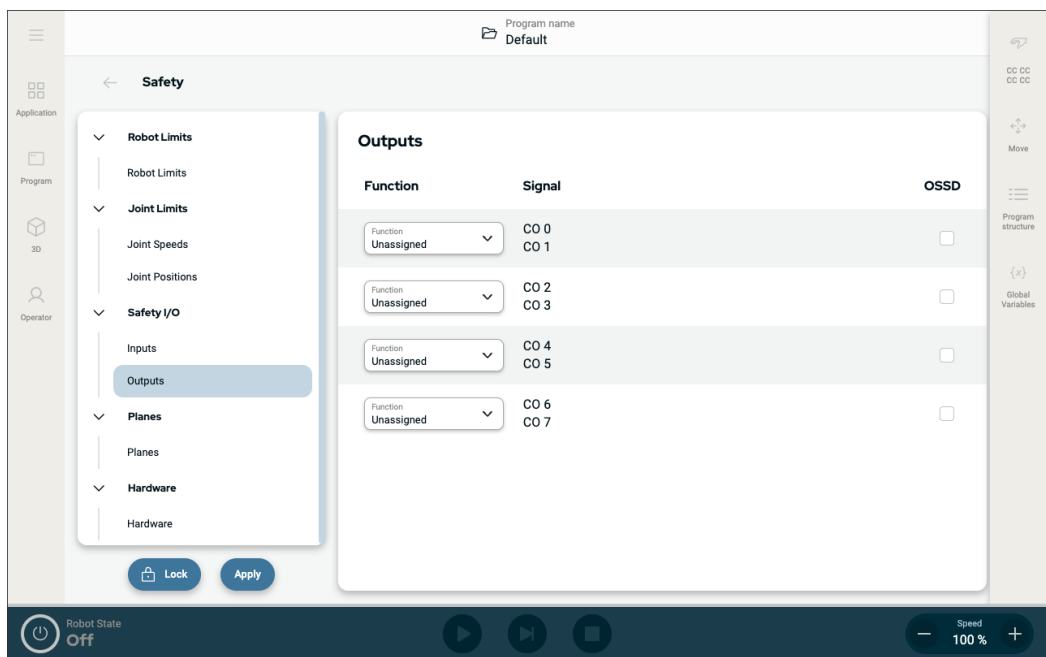 Program name
Default
Application
Program
3D
Operator
Safety
Robot Limits
Robot Limits
Joint Limits
Joint Speeds
Joint Positions
Safety I/O
Inputs
Outputs
Planes
Planes
Hardware
Hardware
Lock
Apply
Outputs
Function
Signal
OSSD
Function
Unassigned
CO 0
CO 1
Function
Unassigned
CO 2
CO 3
Function
Unassigned
CO 4
CO 5
Function
Unassigned
CO 6
CO 7
CC CC
CC CC
Move
Program
structure
{x}
Global
Variables
Robot State
Off
Speed
100 %